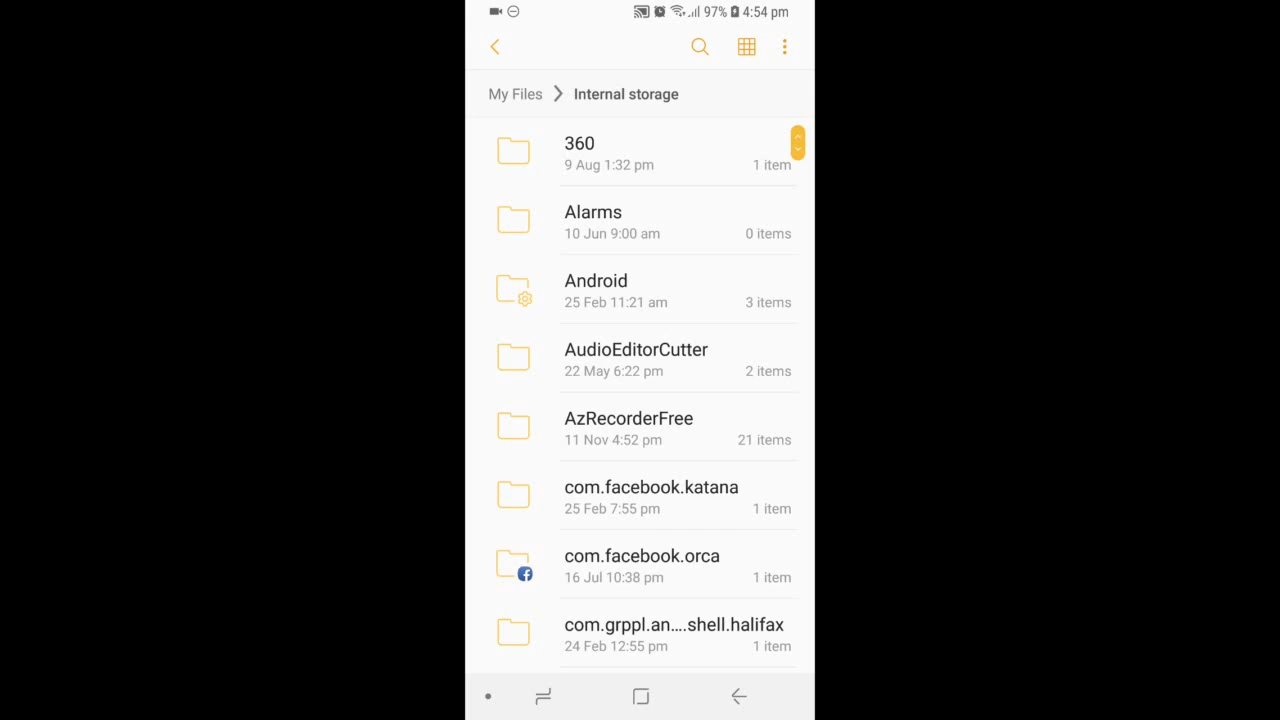 97% 4:54 pm
My Files Internal storage
360
9 Aug 1:32 pm 1 item
Alarms
10 Jun 9:00 am 0 items
Android
25 Feb 11:21 am 3 items
AudioEditorCutter
22 May 6:22 pm 2 items
AzRecorderFree
11 Nov 4:52 pm 21 items
com.facebook.katana
25 Feb 7:55 pm 1 item
com.facebook.orca
16 Jul 10:38 pm 1 item
com.grppl.an....shell.halifax
24 Feb 12:55 pm 1 item